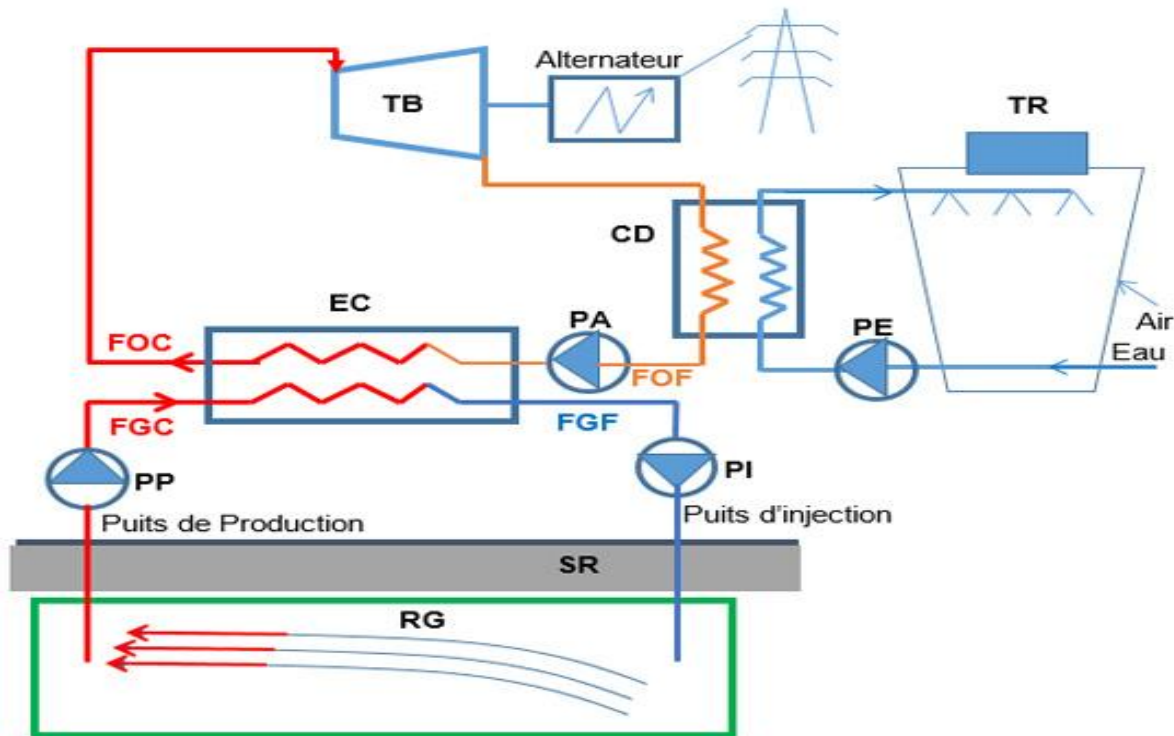 Alternateur
TB
TR
CD
EC
PA
PE
Air
Eau
FOC
FOF
FGC
FGF
PP
PI
Puits de Production
Puits d'injection
SR
RG